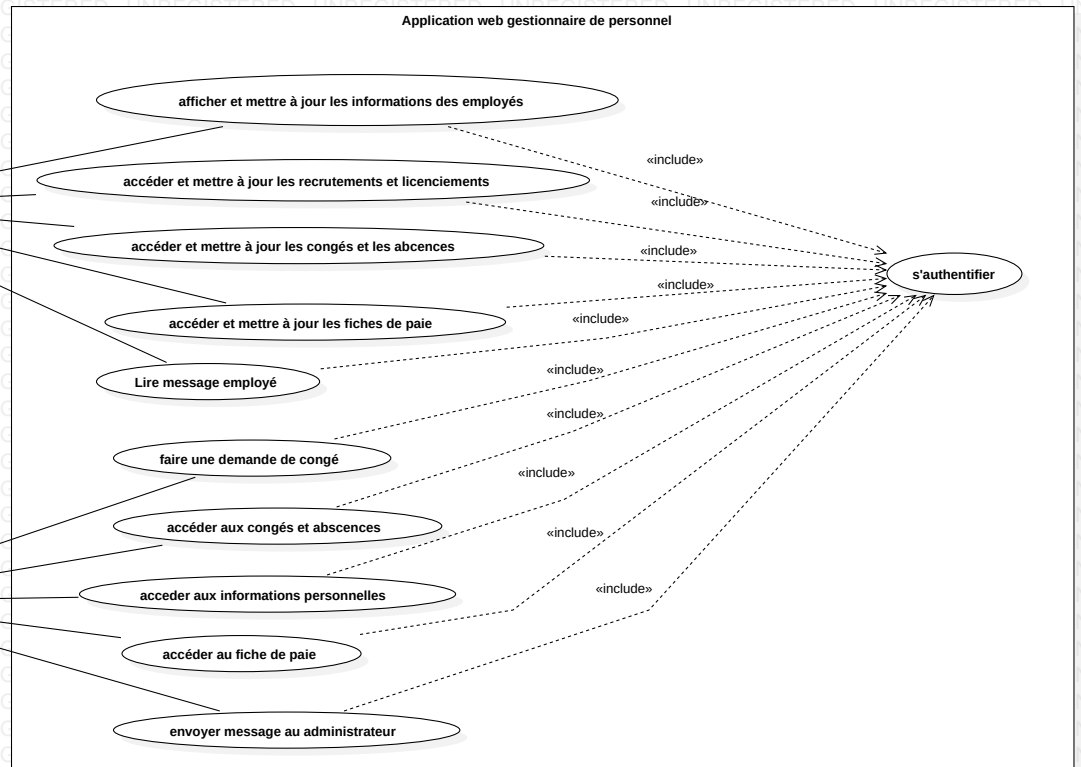 Application web gestionnaire de personnel
afficher et mettre à jour les informations des employés
«include»
accéder et mettre à jour les recrutements et licenciements
«include»
accéder et mettre à jour les congés et les abcences
«include»
s'authentifier
«include»
accéder et mettre à jour les fiches de paie
«include»
Lire message employé
«include»
«include»
faire une demande de congé
«include»
accéder aux congés et abscences
«include»
acceder aux informations personnelles
«include»
accéder au fiche de paie
envoyer message au administrateur